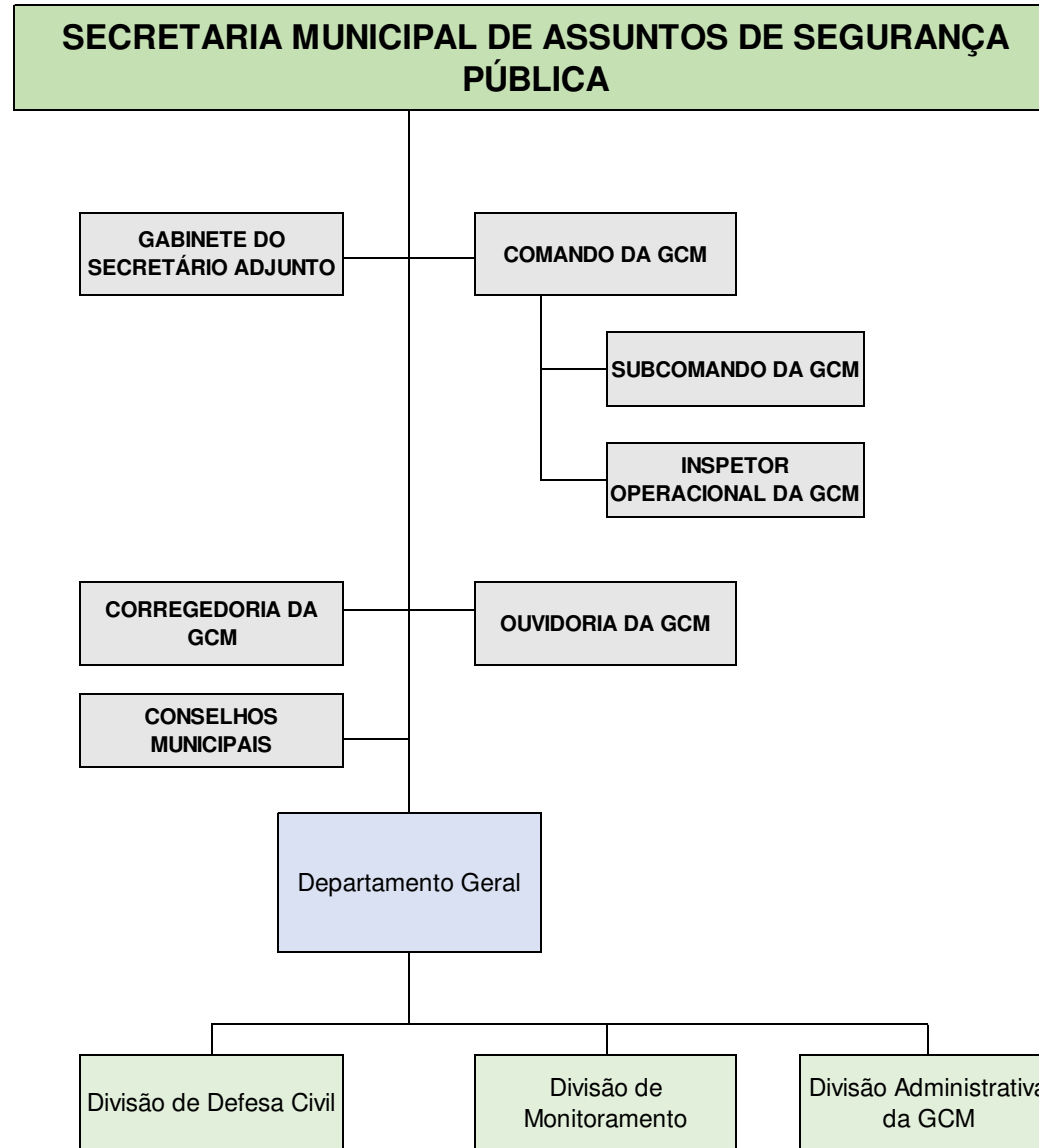 SECRETARIA MUNICIPAL DE ASSUNTOS DE SEGURANÇA
PÚBLICA
GABINETE DO
SECRETÁRIO ADJUNTO
COMANDO DA GCM
SUBCOMANDO DA GCM
INSPETOR
OPERACIONAL DA GCM
CORREGEDORIA DA
GCM
OUVIDORIA DA GCM
CONSELHOS
MUNICIPAIS
Departamento Geral
Divisão de Defesa Civil
Divisão de
Monitoramento
Divisão Administrativa
da GCM